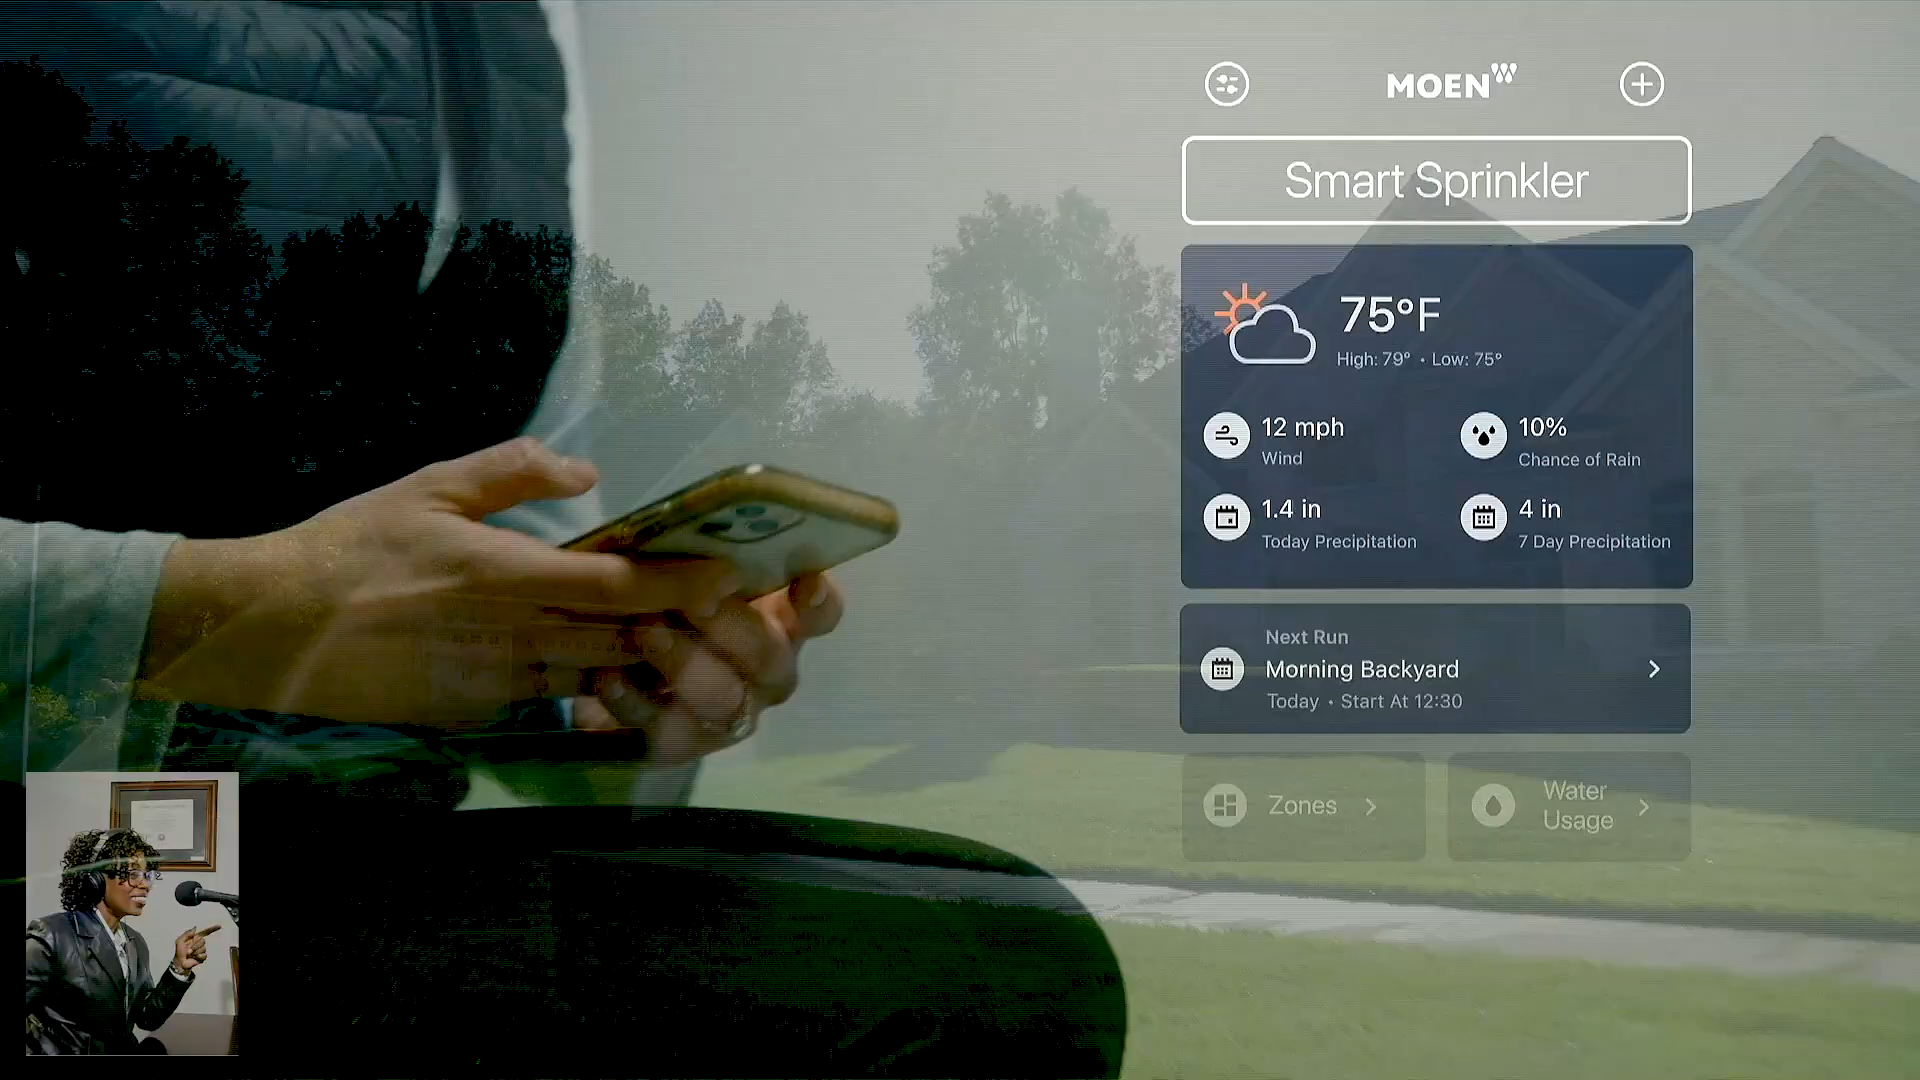 MOEN
Smart Sprinkler
75°F
High: 79° • Low: 75°
12 mph
Wind
10%
Chance of Rain
1.4 in
Today Precipitation
4 in
7 Day Precipitation
Next Run
Morning Backyard
Today • Start At 12:30
Zones
Water
Usage